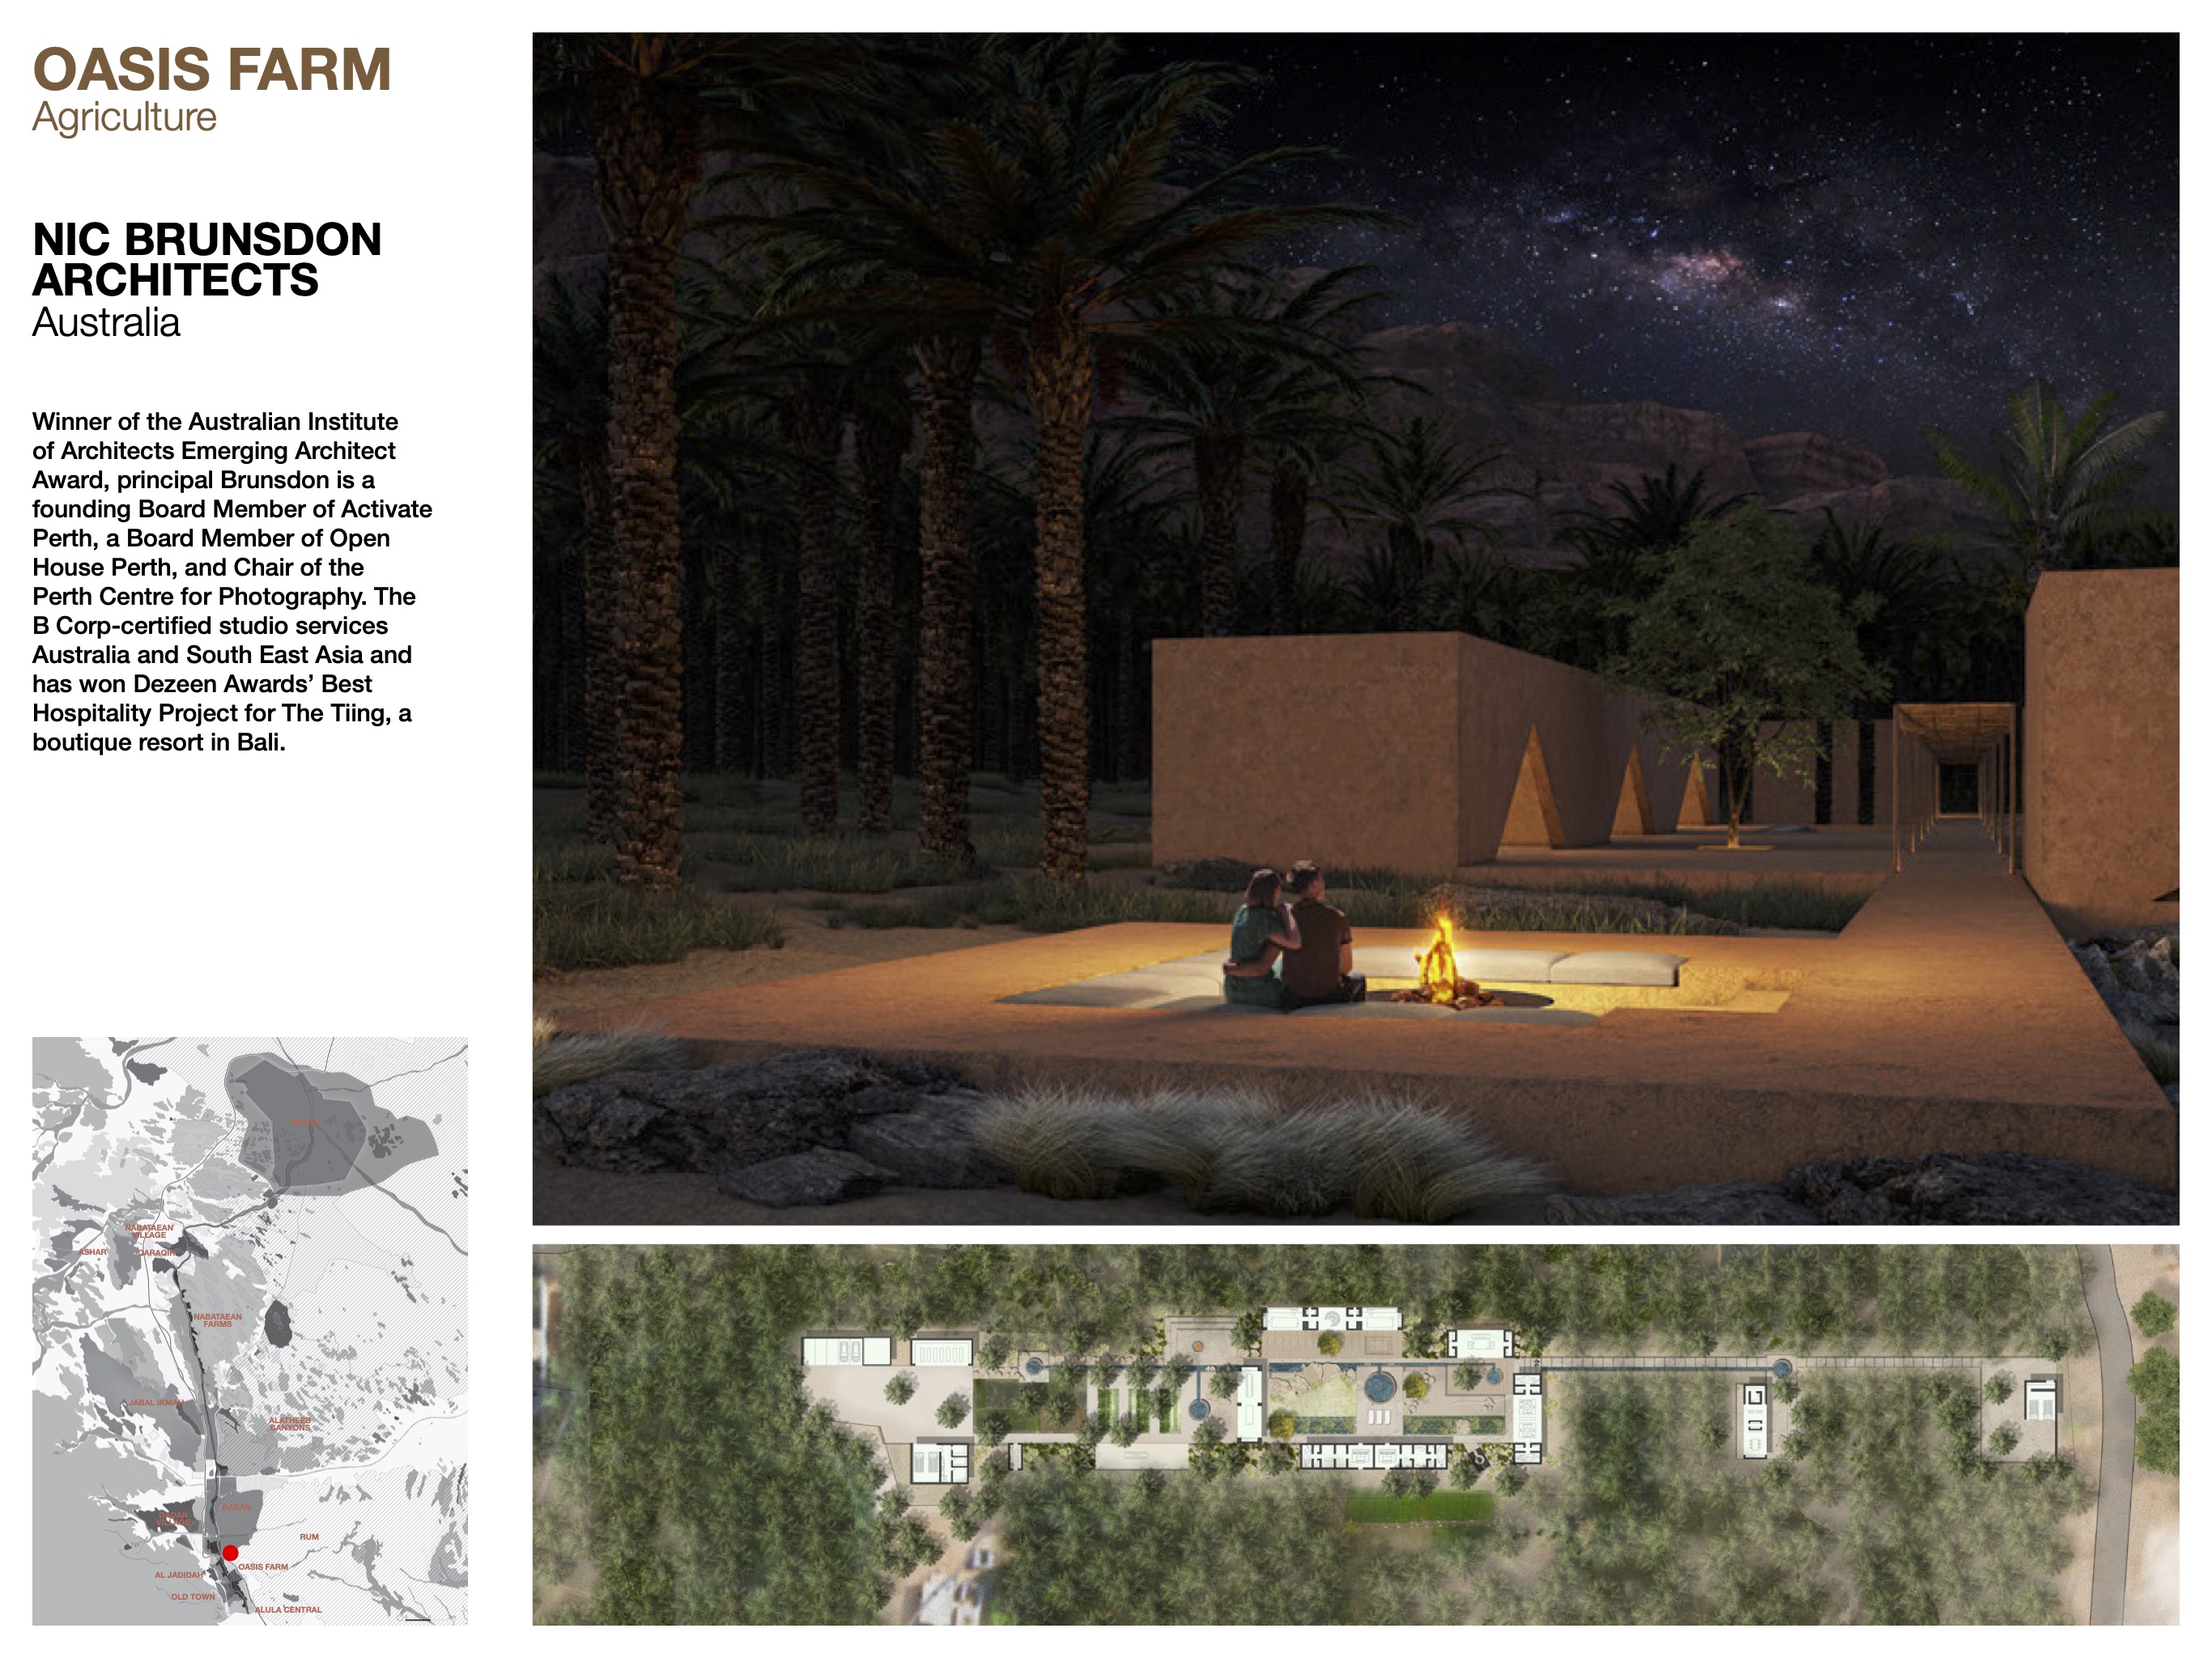 OASIS FARM
Agriculture
NIC BRUNSDON
ARCHITECTS
Australia
Winner of the Australian Institute
of Architects Emerging Architect
Award, principal Brunsdon is a
founding Board Member of Activate
Perth, a Board Member of Open
House Perth, and Chair of the
Perth Centre for Photography. The
B Corp-certified studio services
Australia and South East Asia and
has won Dezeen Awards’ Best
Hospitality Project for The Tiing, a
boutique resort in Bali.
NABATAEAN
VILLAGE
ASHAR
QARAQIR
NABATAEAN
FARMS
JABAL IKMAH
ALATHEEB
CANYONS
DADAN
DADAN
VILLAGE
RUM
OASIS FARM
AL JADIDAH
OLD TOWN
ALULA CENTRAL